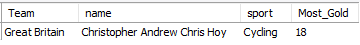 Team name sport Most_Gold
Great Britain Christopher Andrew Chris Hoy Cycling 18